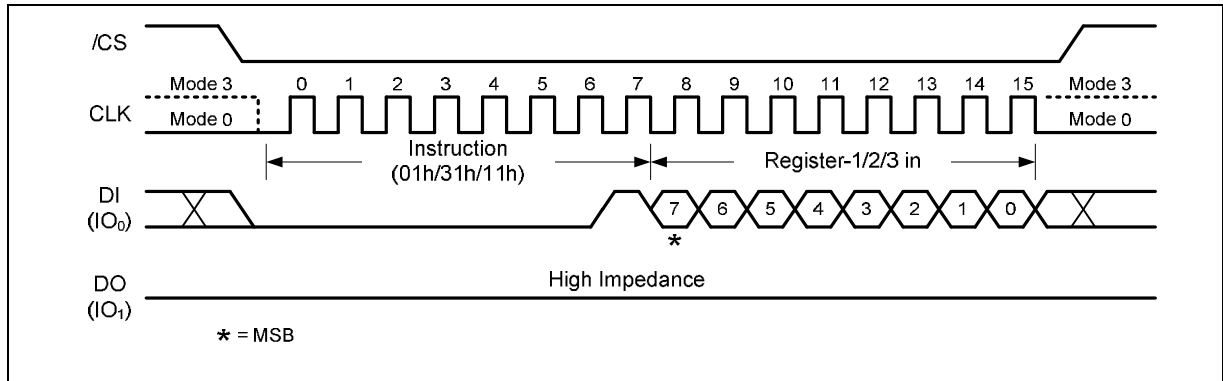 /CS
0 1 2 3 4 5 6 7 8 9 10 11 12 13 14 15
Mode 3 Mode 3
CLK
Mode 0 Mode 0
Instruction
(01h/31h/11h)
Register-1/2/3 in
DI
(IO₀)
7 6 5 4 3 2 1 0
*
High Impedance
DO
(IO₁)
* = MSB